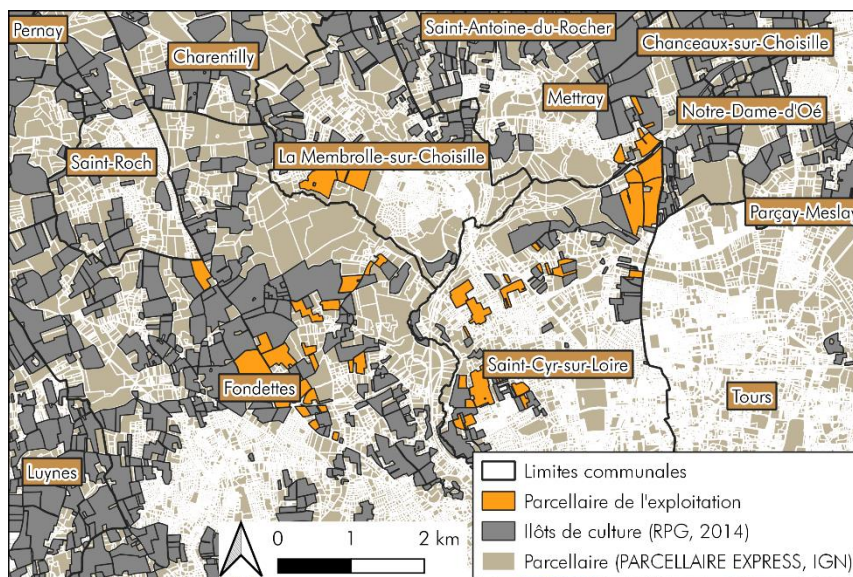 Pernay
Saint-Antoine-du-Rocher
Charentilly
Chanceaux-sur-Choisille
Mettray
Notre-Dame-d'Oé
Saint-Roch
La Membrolle-sur-Choisille
Parçay-Meslay
Saint-Cyr-sur-Loire
Fondettes
Tours
Luynes
Limites communales
Parcellaire de l'exploitation
Ilôts de culture (RPG, 2014)
Parcellaire (PARCELLAIRE EXPRESS, IGN)
0 1 2 km